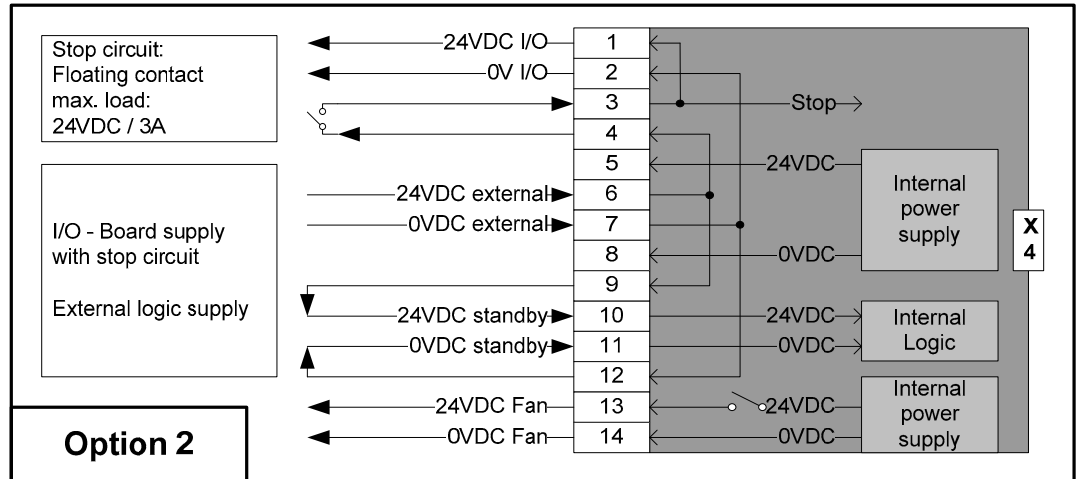 Stop circuit:
Floating contact
max. load:
24VDC / 3A
I/O - Board supply
with stop circuit
External logic supply
Option 2
24VDC I/O
0V I/O
24VDC external
0VDC external
24VDC standby
0VDC standby
24VDC Fan
0VDC Fan
1
2
3
4
5
6
7
8
9
10
11
12
13
14
Stop
24VDC
0VDC
24VDC
0VDC
24VDC
0VDC
Internal
power
supply
Internal
Logic
Internal
power
supply
X
4